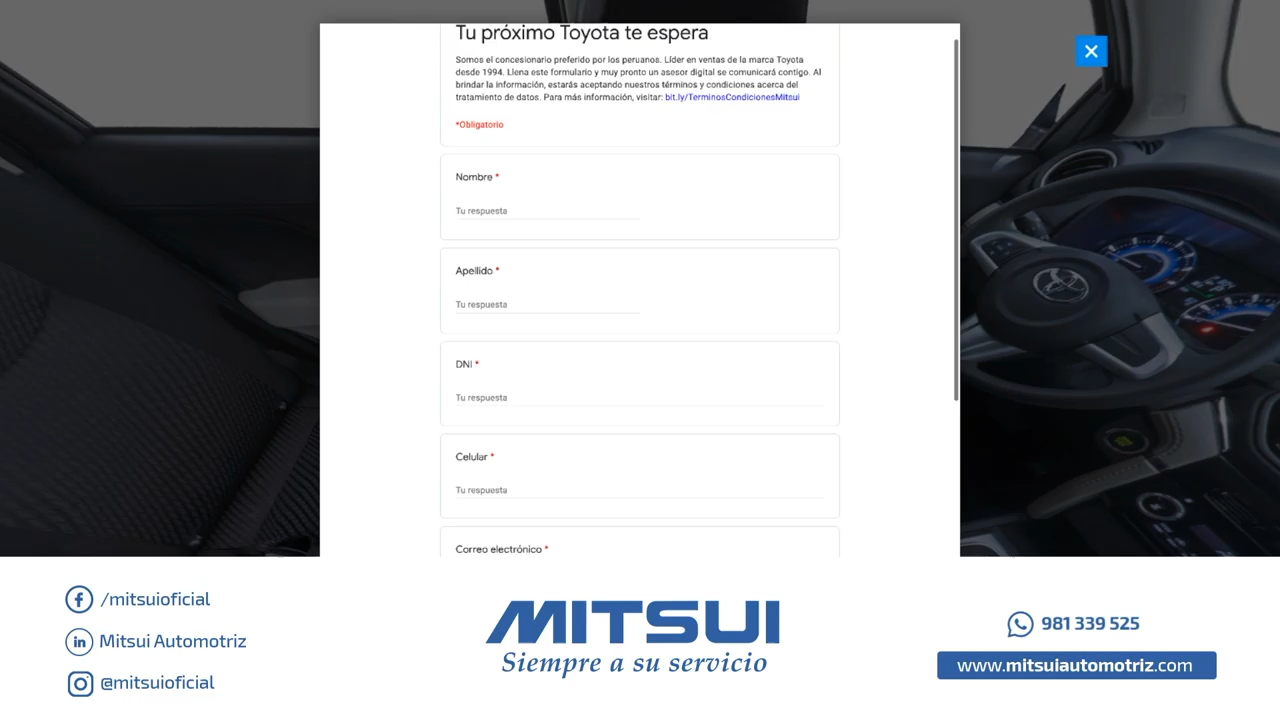 Tu próximo Toyota te espera
Somos el concesionario preferido por los peruanos. Líder en ventas de la marca Toyota
desde 1994. Llena este formulario y muy pronto un asesor digital se comunicará contigo. Al
brindar la información, estarás aceptando nuestros términos y condiciones acerca del
tratamiento de datos. Para más información, visitar: bit.ly/TerminosCondicionesMitsui
*Obligatorio
Nombre *
Tu respuesta
Apellido *
Tu respuesta
DNI *
Tu respuesta
Celular *
Tu respuesta
Correo electrónico *
/mitsuioficial
Mitsui Automotriz
@mitsuioficial
MITSUI
Siempre a su servicio
981 339 525
www.mitsuiautomotriz.com